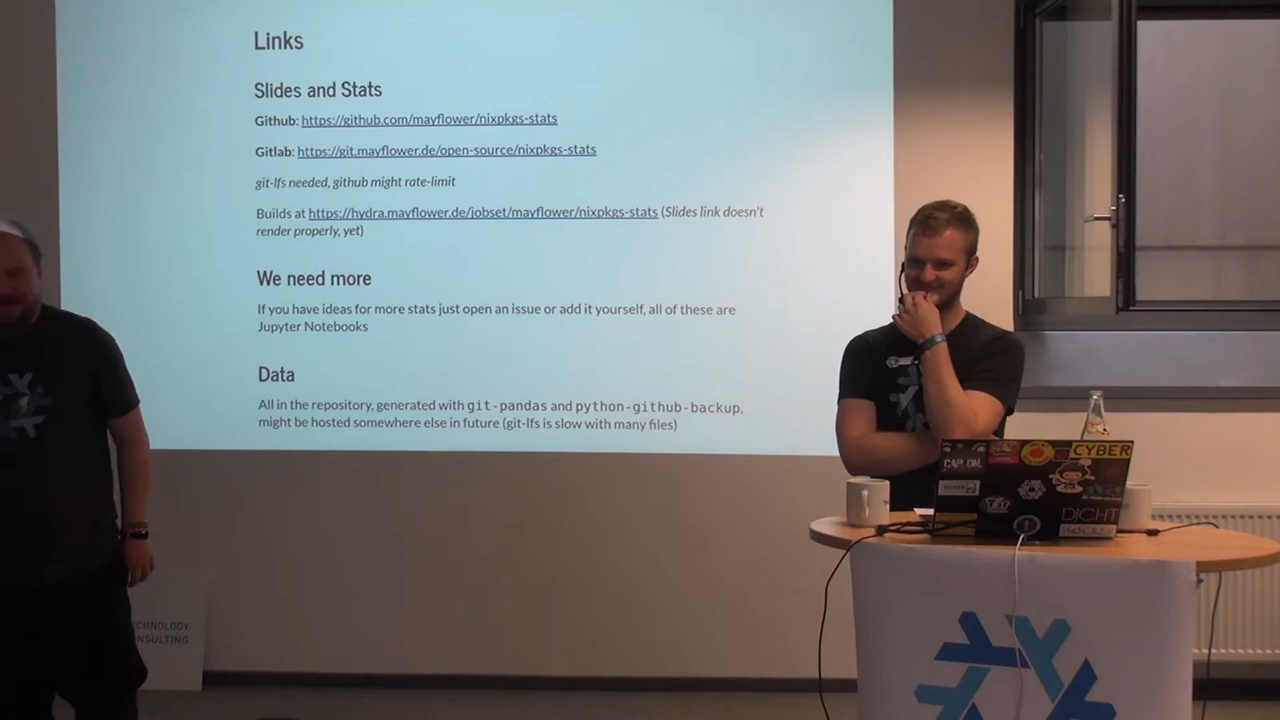 Links
Slides and Stats
Github: https://github.com/mayflower/nixpkgs-stats
Gitlab: https://git.mayflower.de/open-source/nixpkgs-stats
git-lfs needed, github might rate-limit
Builds at https://hydra.mayflower.de/jobset/mayflower/nixpkgs-stats (Slides link doesn't
render properly, yet)
We need more
If you have ideas for more stats just open an issue or add it yourself, all of these are
Jupyter Notebooks
Data
All in the repository, generated with git-pandas and python-github-backup,
might be hosted somewhere else in future (git-lfs is slow with many files)
CYBER
DICHT
CHNOLOGY
NSULTING